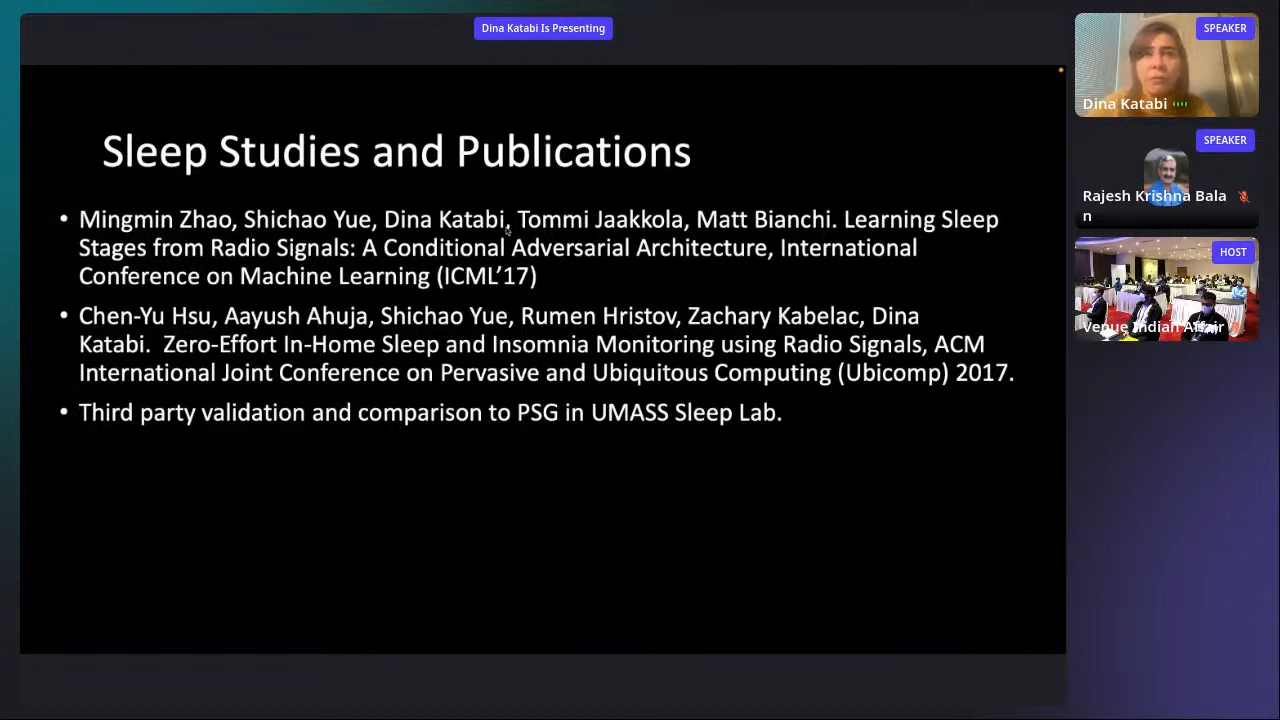 Dina Katabi Is Presenting
Sleep Studies and Publications
• Mingmin Zhao, Shichao Yue, Dina Katabi, Tommi Jaakkola, Matt Bianchi. Learning Sleep
Stages from Radio Signals: A Conditional Adversarial Architecture, International
Conference on Machine Learning (ICML’17)
• Chen-Yu Hsu, Aayush Ahuja, Shichao Yue, Rumen Hristov, Zachary Kabelac, Dina
Katabi.  Zero-Effort In-Home Sleep and Insomnia Monitoring using Radio Signals, ACM
International Joint Conference on Pervasive and Ubiquitous Computing (Ubicomp) 2017.
• Third party validation and comparison to PSG in UMASS Sleep Lab.
SPEAKER
Dina Katabi
SPEAKER
Rajesh Krishna Bala
n
HOST
Venue Indian Affair